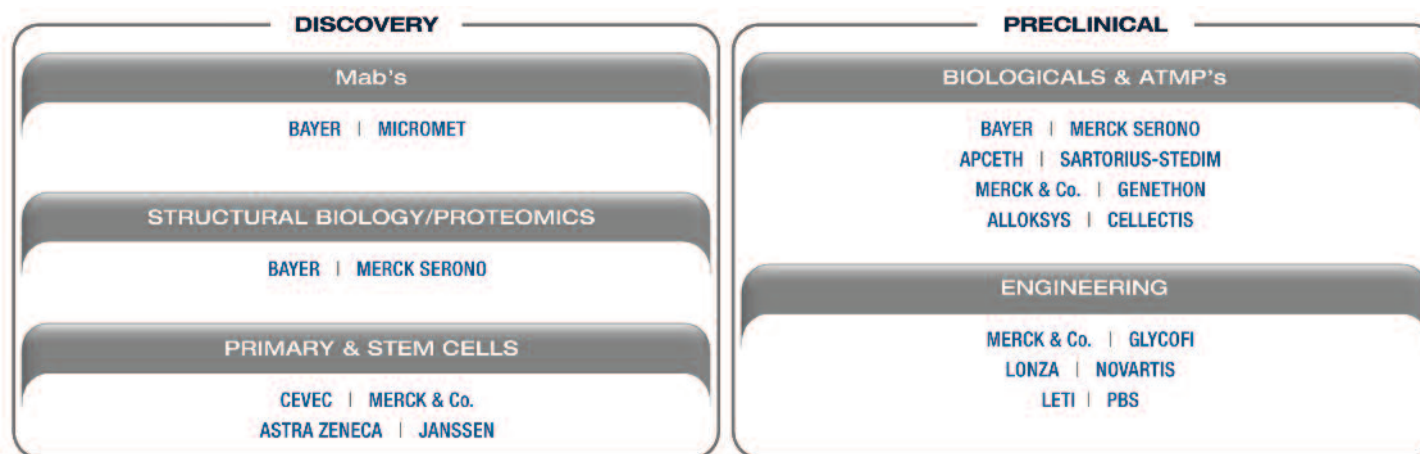 DISCOVERY
Mab's
BAYER | MICROMET
STRUCTURAL BIOLOGY/PROTEOMICS
BAYER | MERCK SERONO
PRIMARY & STEM CELLS
CEVEC | MERCK & Co.
ASTRA ZENECA | JANSSEN
PRECLINICAL
BIOLOGICALS & ATMP's
BAYER | MERCK SERONO
APCETH | SARTORIUS-STEDIM
MERCK & Co. | GENETHON
ALLOKSYS | CELLECTIS
ENGINEERING
MERCK & Co. | GLYCOFI
LONZA | NOVARTIS
LETI | PBS